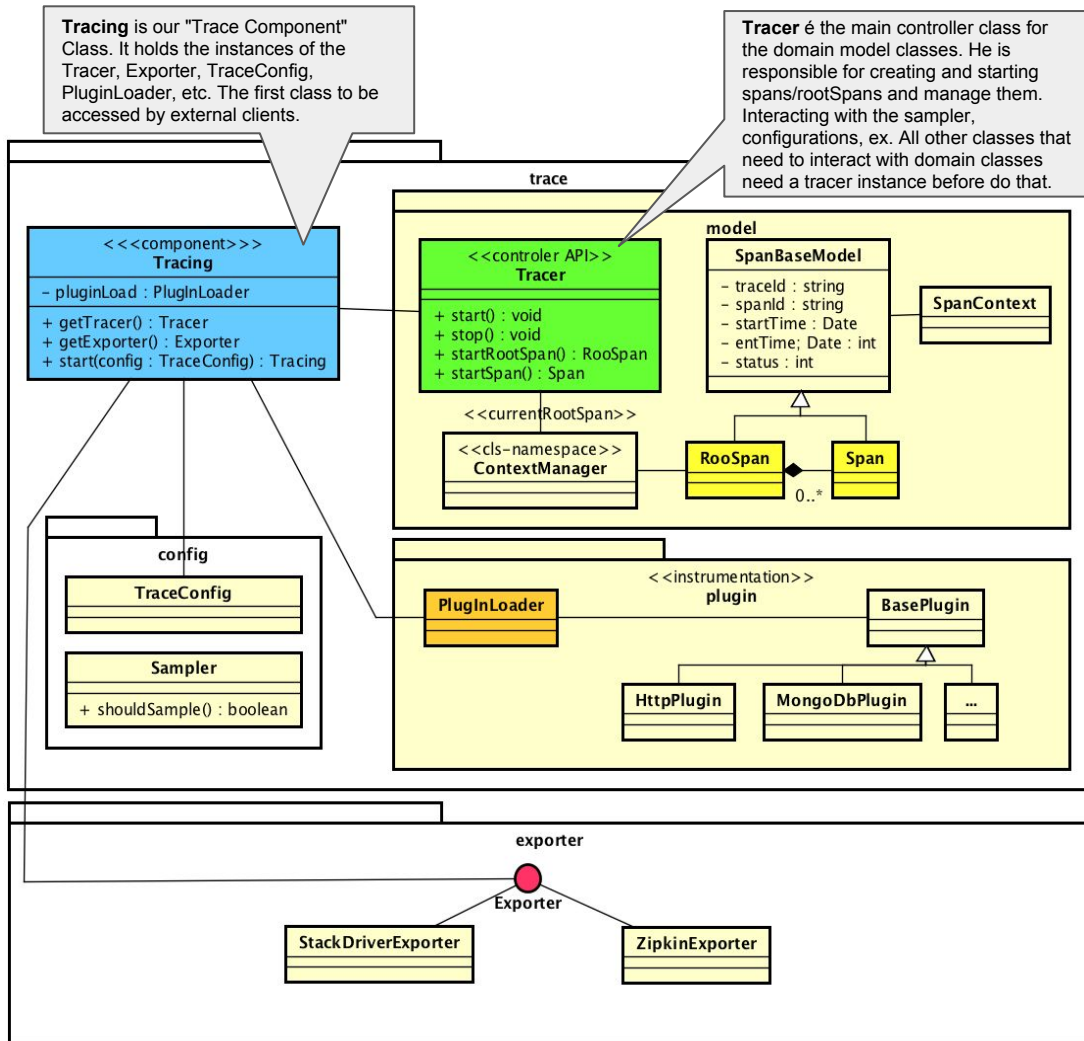 Tracing is our "Trace Component"
Class. It holds the instances of the
Tracer, Exporter, TraceConfig,
PluginLoader, etc. The first class to be
accessed by external clients.
Tracer é the main controller class for
the domain model classes. He is
responsible for creating and starting
spans/rootSpans and manage them.
Interacting with the sampler,
configurations, ex. All other classes that
need to interact with domain classes
need a tracer instance before do that.
trace
<<<component>>>
Tracing
- pluginLoad : PlugInLoader
+ getTracer() : Tracer
+ getExporter() : Exporter
+ start(config : TraceConfig) : Tracing
model
<<controler API>>
Tracer
+ start() : void
+ stop() : void
+ startRootSpan() : RooSpan
+ startSpan() : Span
SpanBaseModel
- traceId : string
- spanId : string
- startTime : Date
- entTime; Date : int
- status : int
SpanContext
<<currentRootSpan>>
<<cls-namespace>>
ContextManager
RooSpan
Span
0..*
config
TraceConfig
Sampler
+ shouldSample() : boolean
<<instrumentation>>
plugin
PlugInLoader
BasePlugin
HttpPlugin
MongoDbPlugin
...
exporter
Exporter
StackDriverExporter
ZipkinExporter